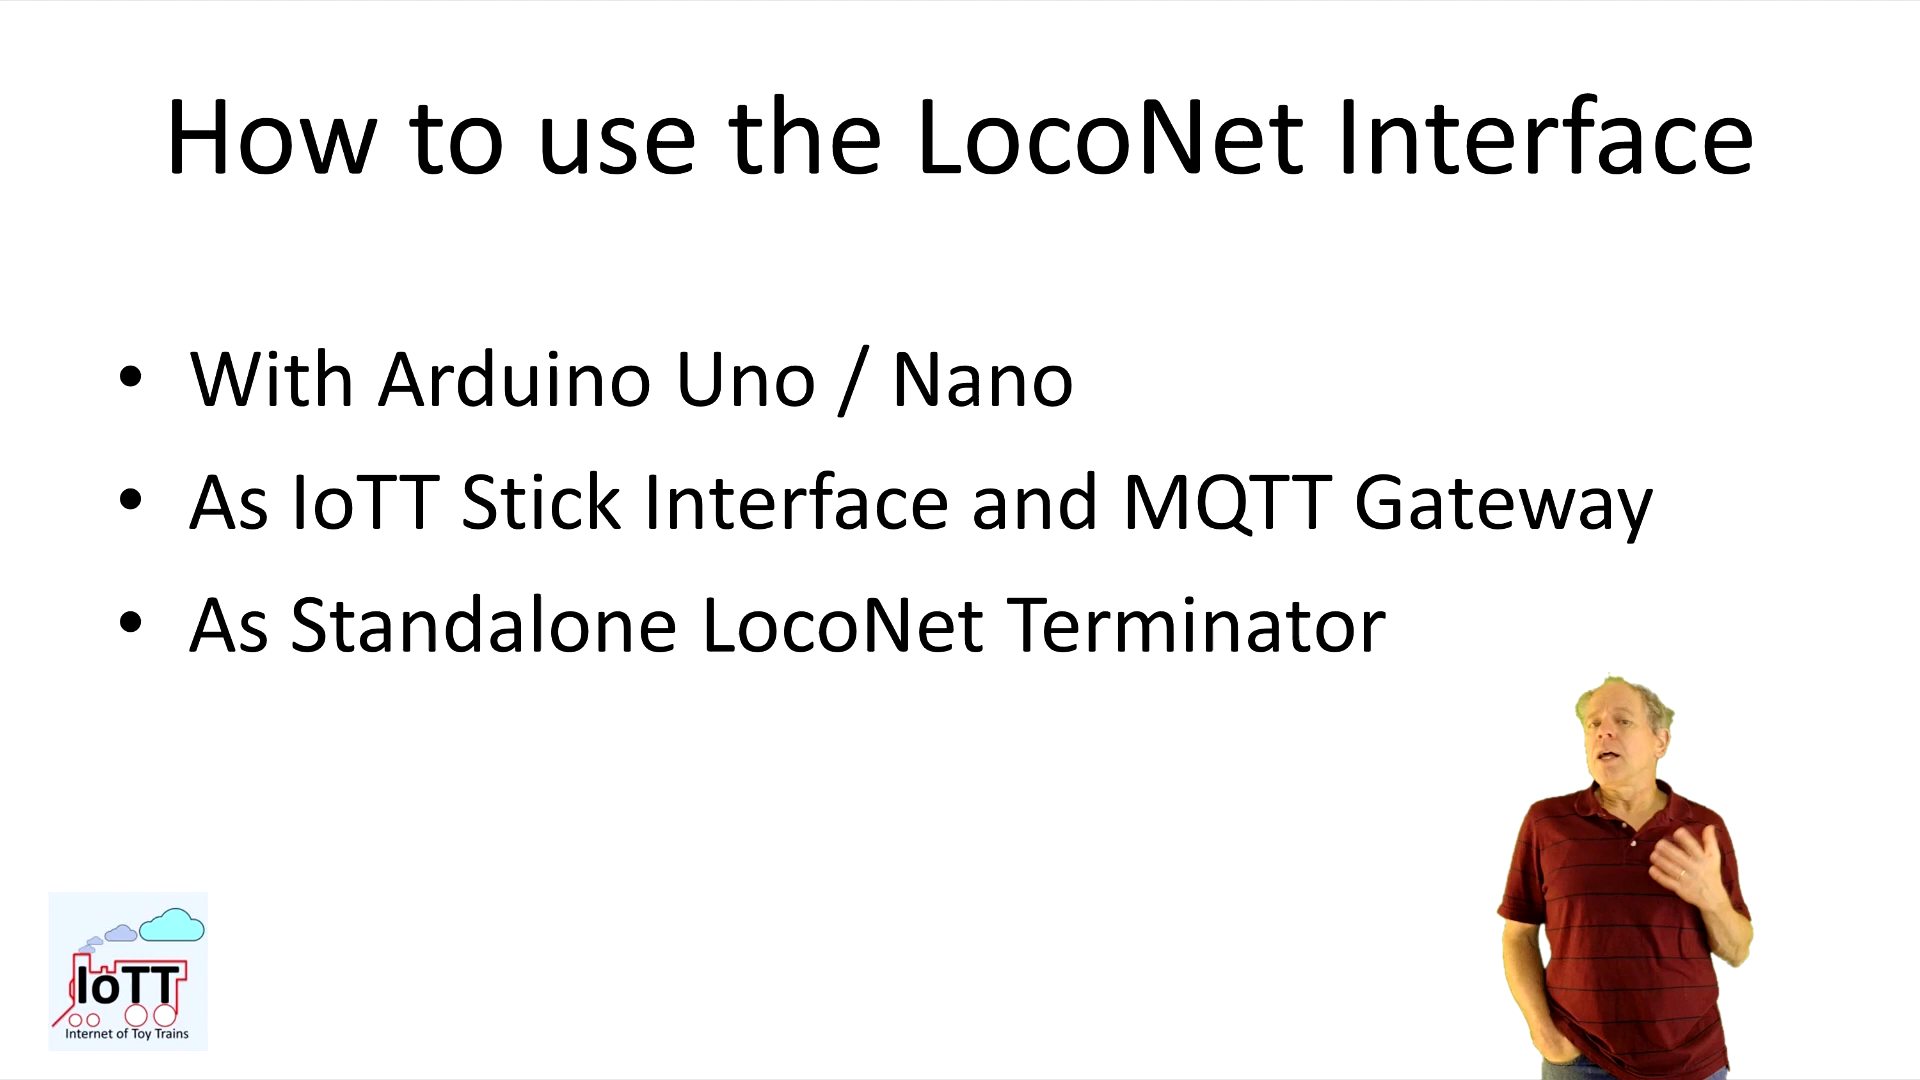 How to use the LocoNet Interface
• With Arduino Uno / Nano
• As IoTT Stick Interface and MQTT Gateway
• As Standalone LocoNet Terminator
IoTT
Internet of Toy Trains